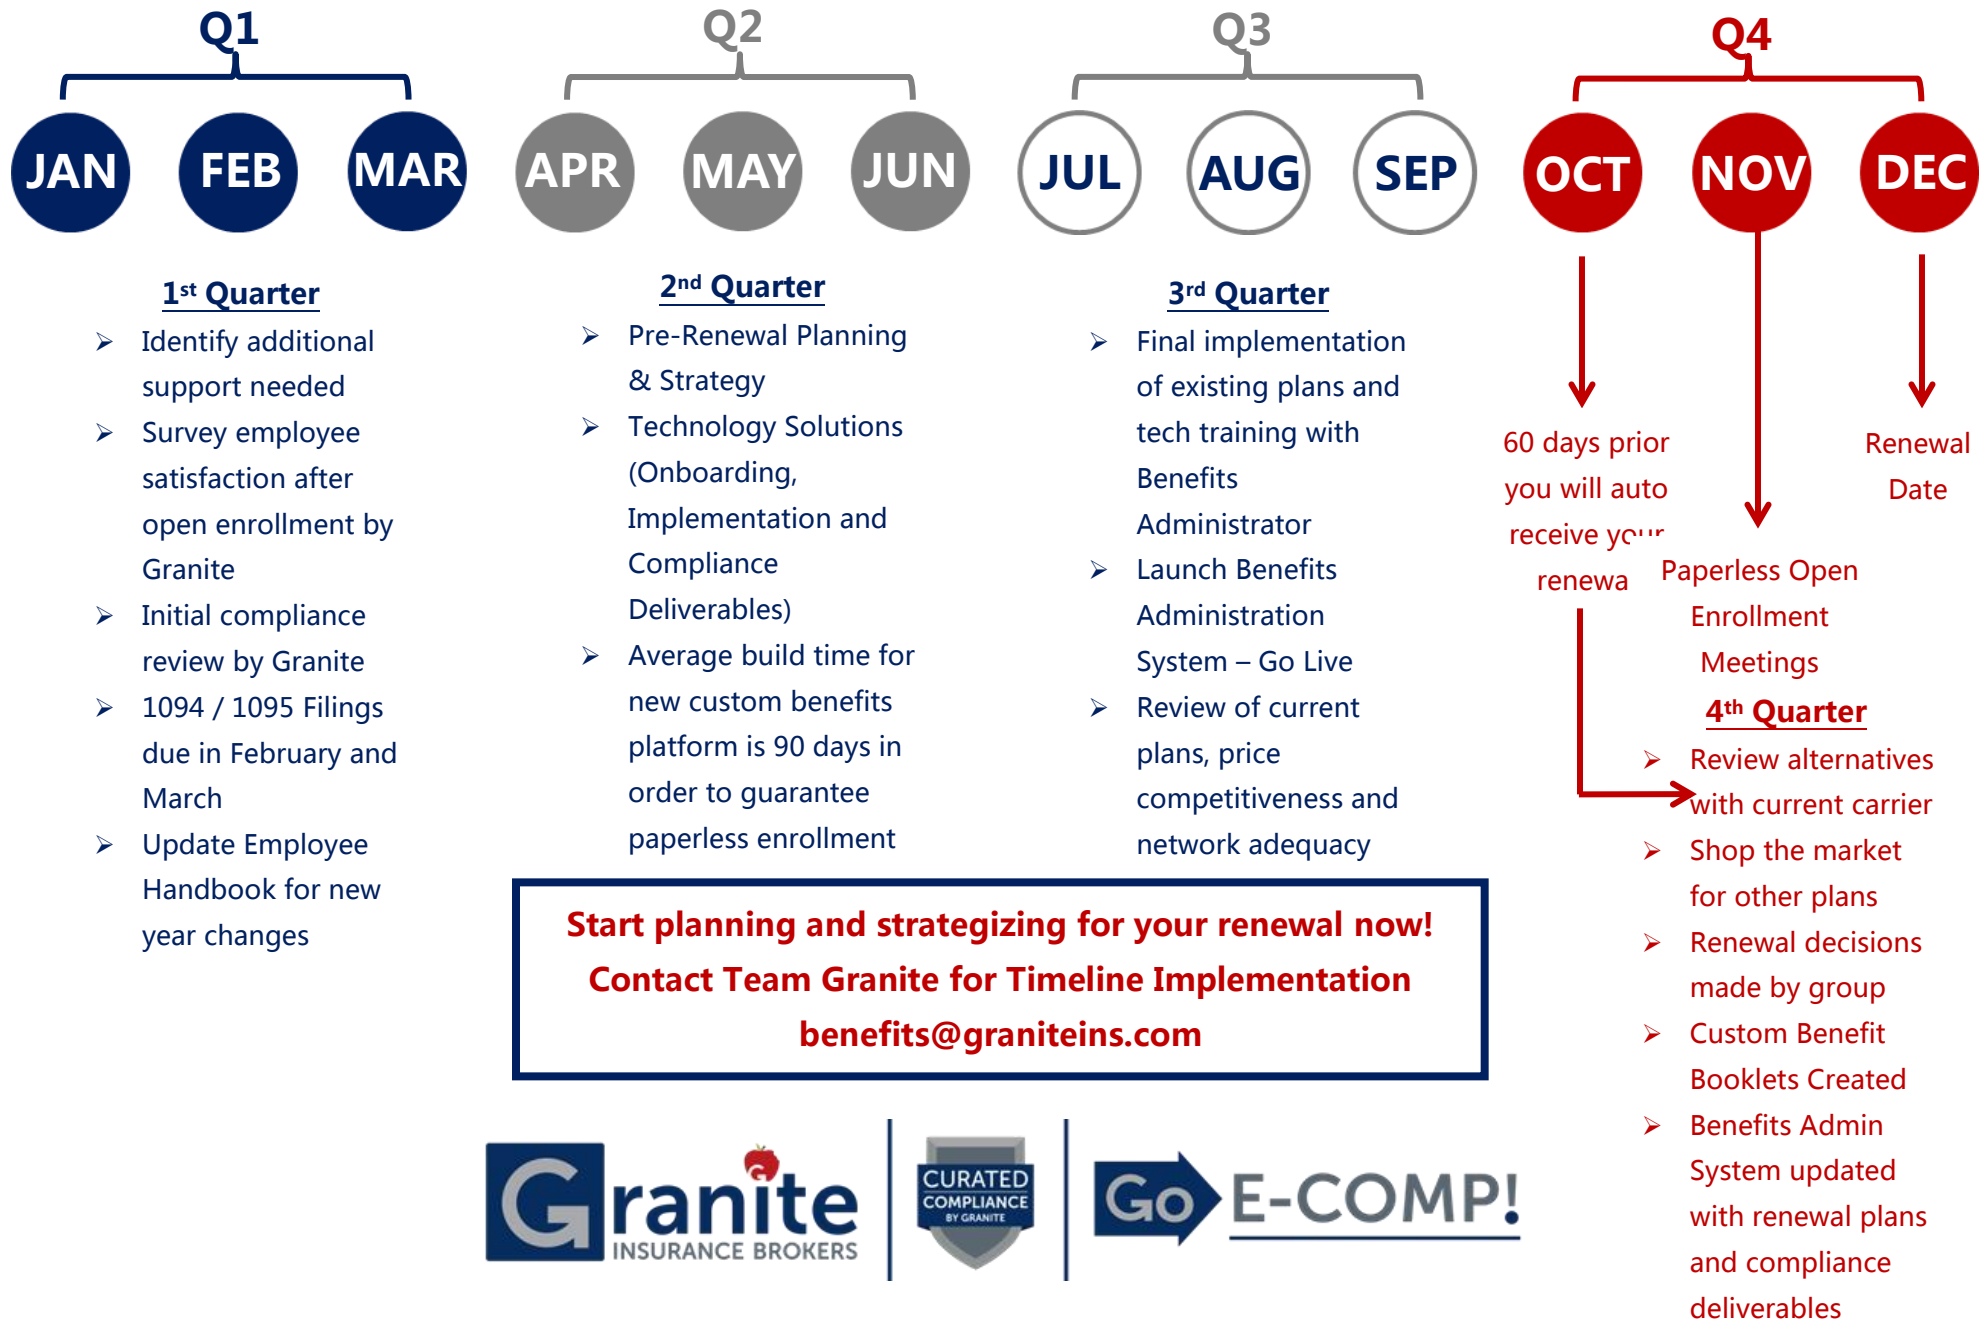 Q1
Q2
Q3
Q4
JAN
FEB
MAR
APR
MAY
JUN
JUL
AUG
SEP
OCT
NOV
DEC
1st Quarter
➢ Identify additional
support needed
➢ Survey employee
satisfaction after
open enrollment by
Granite
➢ Initial compliance
review by Granite
➢ 1094 / 1095 Filings
due in February and
March
➢ Update Employee
Handbook for new
year changes
2nd Quarter
➢ Pre-Renewal Planning
& Strategy
➢ Technology Solutions
(Onboarding,
Implementation and
Compliance
Deliverables)
➢ Average build time for
new custom benefits
platform is 90 days in
order to guarantee
paperless enrollment
3rd Quarter
➢ Final implementation
of existing plans and
tech training with
Benefits
Administrator
➢ Launch Benefits
Administration
System – Go Live
➢ Review of current
plans, price
competitiveness and
network adequacy
60 days prior
you will auto
receive your
renewa
Paperless Open
Enrollment
Meetings
Renewal
Date
4th Quarter
➢ Review alternatives
with current carrier
➢ Shop the market
for other plans
➢ Renewal decisions
made by group
➢ Custom Benefit
Booklets Created
➢ Benefits Admin
System updated
with renewal plans
and compliance
deliverables
Start planning and strategizing for your renewal now!
Contact Team Granite for Timeline Implementation
benefits@graniteins.com
Granite
INSURANCE BROKERS
G
CURATED
COMPLIANCE
BY GRANITE
Go E-COMP!